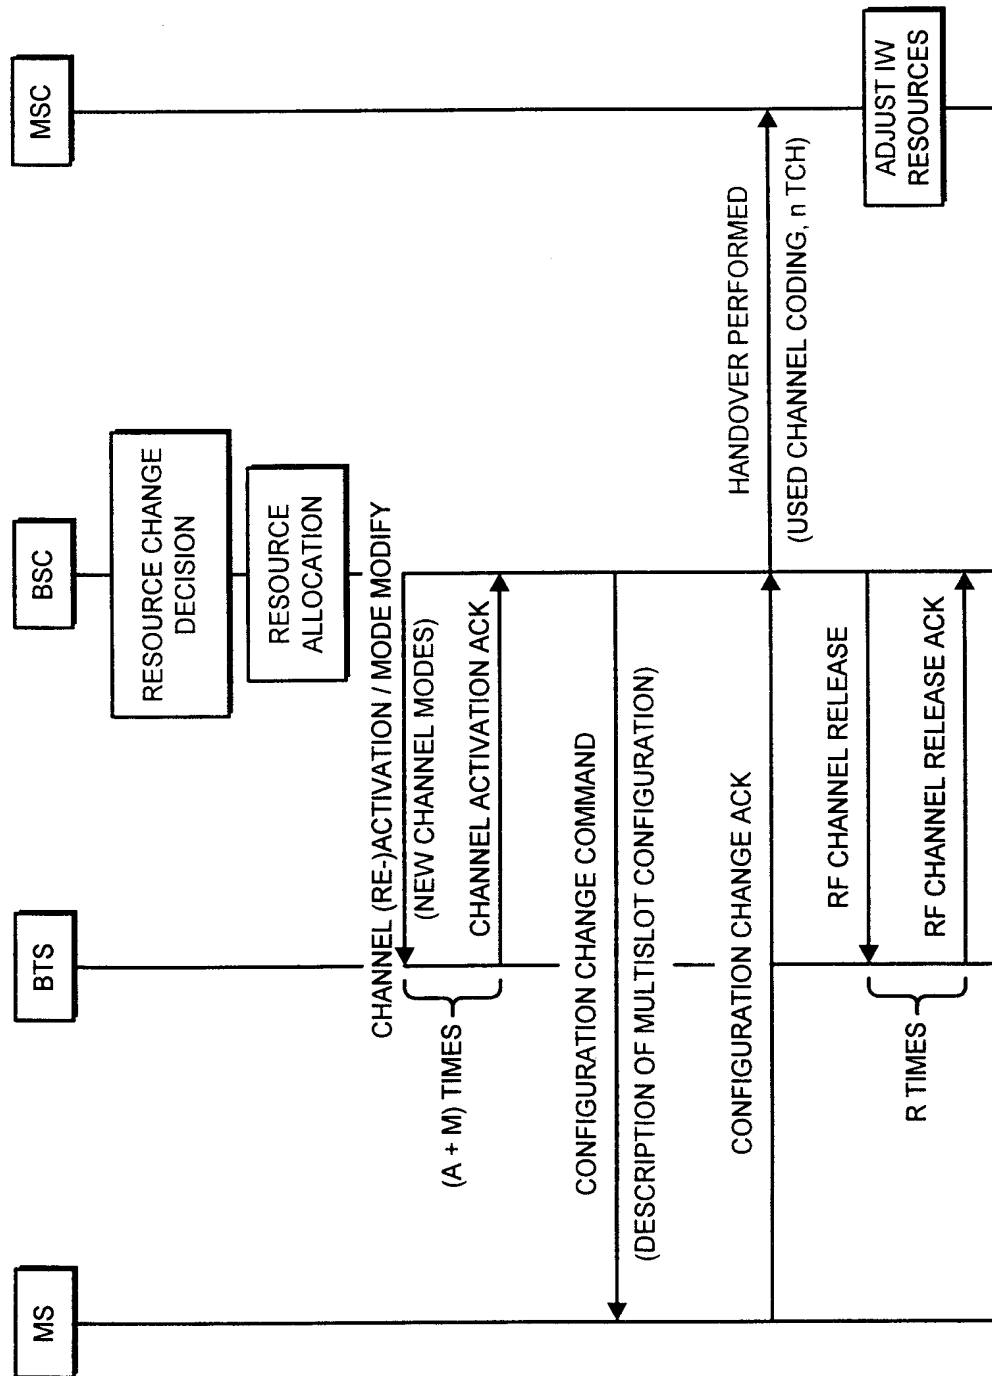 MS
BTS
BSC
MSC
RESOURCE CHANGE
DECISION
RESOURCE
ALLOCATION
CHANNEL (RE-)ACTIVATION / MODE MODIFY
(NEW CHANNEL MODES)
(A + M) TIMES
CHANNEL ACTIVATION ACK
CONFIGURATION CHANGE COMMAND
(DESCRIPTION OF MULTISLOT CONFIGURATION)
CONFIGURATION CHANGE ACK
HANDOVER PERFORMED
(USED CHANNEL CODING, n TCH)
RF CHANNEL RELEASE
R TIMES
RF CHANNEL RELEASE ACK
ADJUST IW
RESOURCES